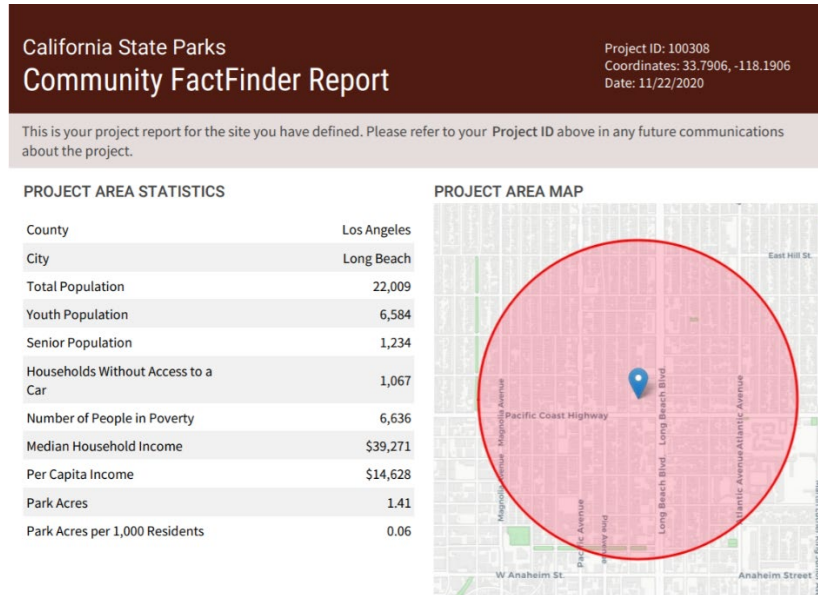 California State Parks
Community FactFinder Report
Project ID: 100308
Coordinates: 33.7906, -118.1906
Date: 11/22/2020
This is your project report for the site you have defined. Please refer to your Project ID above in any future communications
about the project.
PROJECT AREA STATISTICS
County Los Angeles
City Long Beach
Total Population 22,009
Youth Population 6,584
Senior Population 1,234
Households Without Access to a
Car 1,067
Number of People in Poverty 6,636
Median Household Income $39,271
Per Capita Income $14,628
Park Acres 1.41
Park Acres per 1,000 Residents 0.06
PROJECT AREA MAP
East Hill St.
Magnolia Avenue
Long Beach Blvd.
Atlantic Avenue
Pacific Coast Highway
Magnolia Avenue
Long Beach Blvd.
Atlantic Avenue
Pacific Avenue
Pine Avenue
W Anaheim St
Anaheim Street